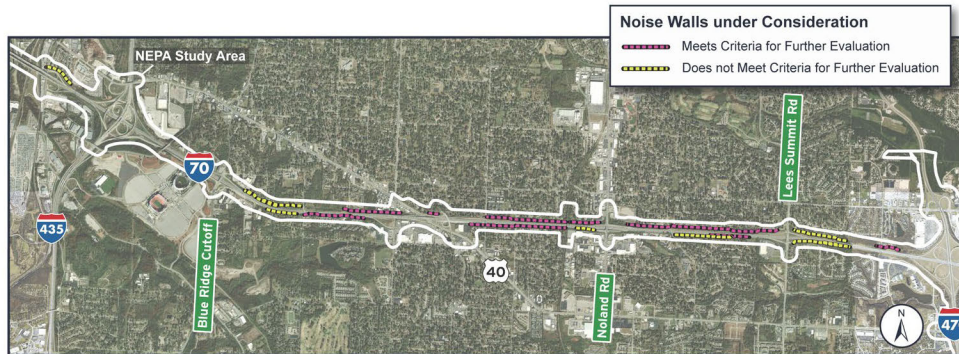 Noise Walls under Consideration
Meets Criteria for Further Evaluation
Does not Meet Criteria for Further Evaluation
NEPA Study Area
70
435
Blue Ridge Cutoff
40
Noland Rd
Lees Summit Rd
N